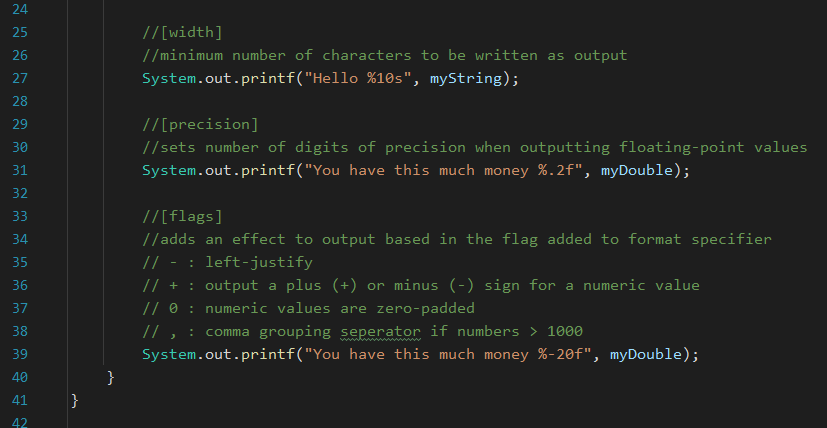 24
25 //[width]
26 //minimum number of characters to be written as output
27 System.out.printf("Hello %10s", myString);
28
29 //[precision]
30 //sets number of digits of precision when outputting floating-point values
31 System.out.printf("You have this much money %.2f", myDouble);
32
33 //[flags]
34 //adds an effect to output based in the flag added to format specifier
35 // - : left-justify
36 // + : output a plus (+) or minus (-) sign for a numeric value
37 // 0 : numeric values are zero-padded
38 // , : comma grouping seperator if numbers > 1000
39 System.out.printf("You have this much money %-20f", myDouble);
40 }
41 }
42